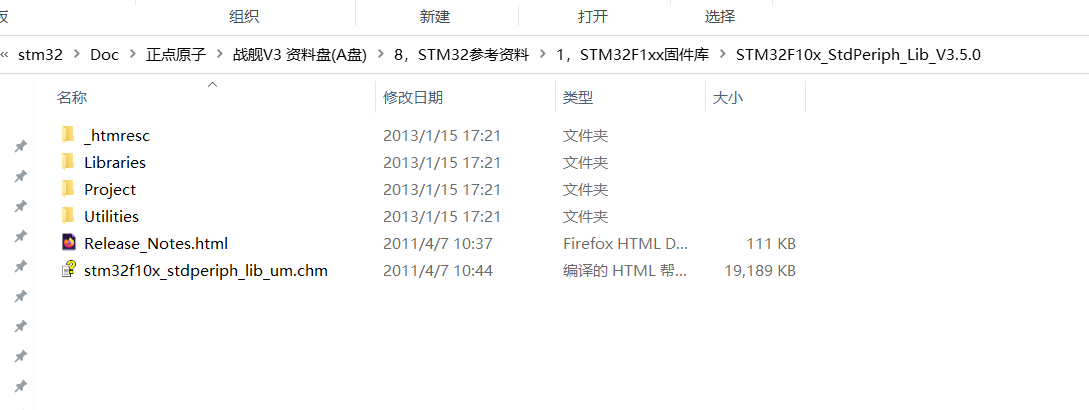 组织 新建 打开 选择
« stm32 > Doc > 正点原子 > 战舰V3 资料盘(A盘) > 8，STM32参考资料 > 1，STM32F1xx固件库 > STM32F10x_StdPeriph_Lib_V3.5.0
名称 修改日期 类型 大小
_htmresc 2013/1/15 17:21 文件夹
Libraries 2013/1/15 17:21 文件夹
Project 2013/1/15 17:21 文件夹
Utilities 2013/1/15 17:21 文件夹
Release_Notes.html 2011/4/7 10:37 Firefox HTML D... 111 KB
stm32f10x_stdperiph_lib_um.chm 2011/4/7 10:44 编译的 HTML 帮... 19,189 KB